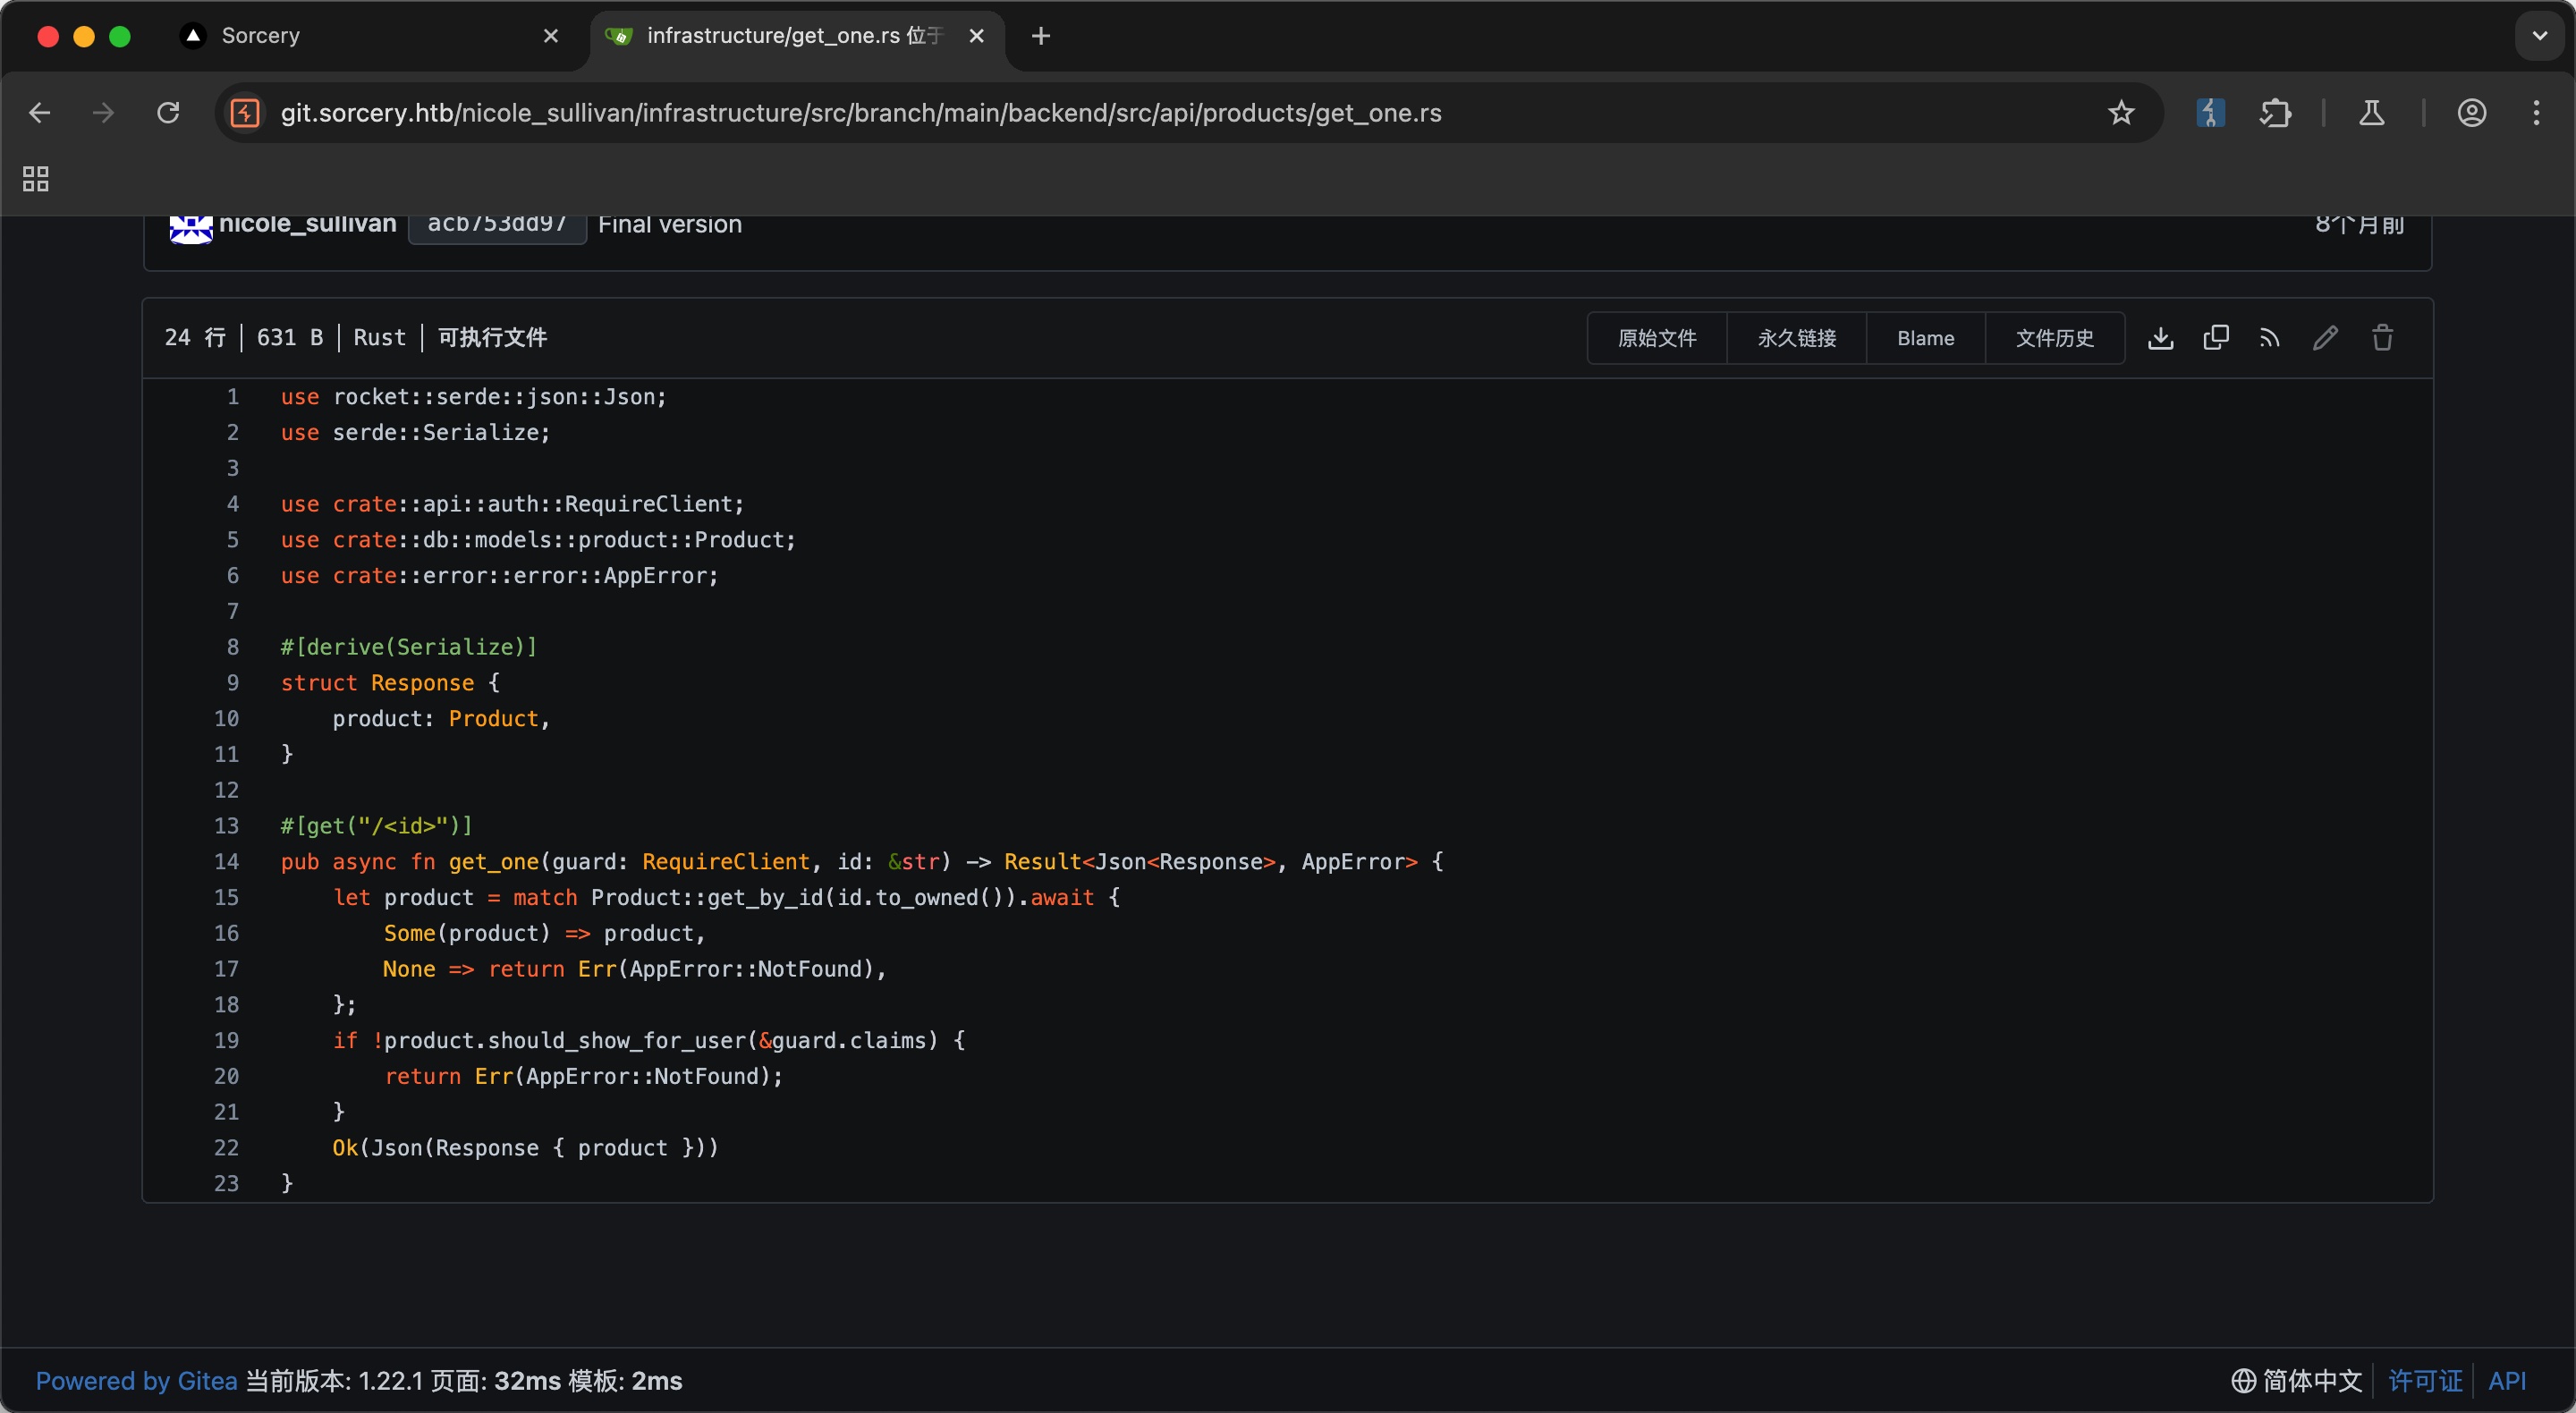 Sorcery
infrastructure/get_one.rs 位于
git.sorcery.htb/nicole_sullivan/infrastructure/src/branch/main/backend/src/api/products/get_one.rs
nicole_sullivan acb753dd97 Final version 8个月前
24 行 | 631 B | Rust | 可执行文件 原始文件 永久链接 Blame 文件历史
1 use rocket::serde::json::Json;
2 use serde::Serialize;
3
4 use crate::api::auth::RequireClient;
5 use crate::db::models::product::Product;
6 use crate::error::error::AppError;
7
8 #[derive(Serialize)]
9 struct Response {
10     product: Product,
11 }
12
13 #[get("/<id>")]
14 pub async fn get_one(guard: RequireClient, id: &str) -> Result<Json<Response>, AppError> {
15     let product = match Product::get_by_id(id.to_owned()).await {
16         Some(product) => product,
17         None => return Err(AppError::NotFound),
18     };
19     if !product.should_show_for_user(&guard.claims) {
20         return Err(AppError::NotFound);
21     }
22     Ok(Json(Response { product }))
23 }
Powered by Gitea 当前版本: 1.22.1 页面: 32ms 模板: 2ms 简体中文 许可证 API